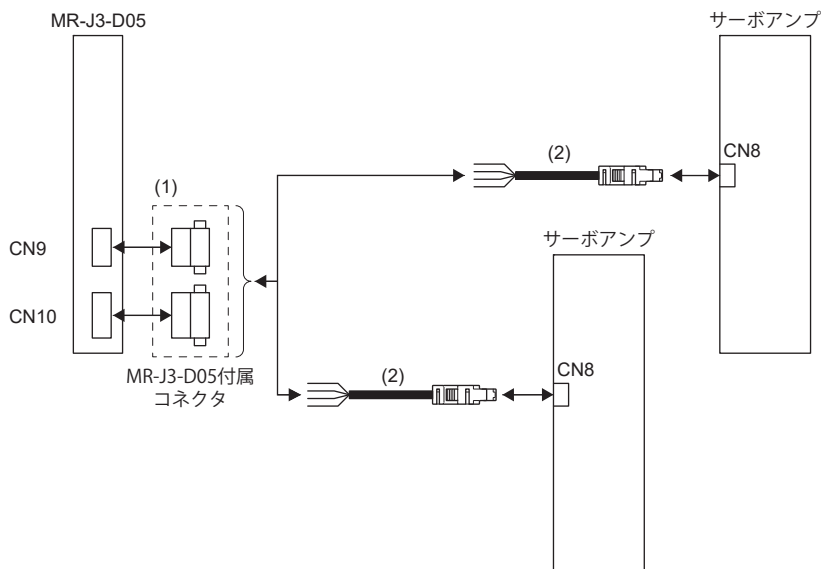 MR-J3-D05
サーボアンプ
(2)
CN8
(1)
サーボアンプ
CN9
CN10
CN8
(2)
MR-J3-D05付属
コネクタ